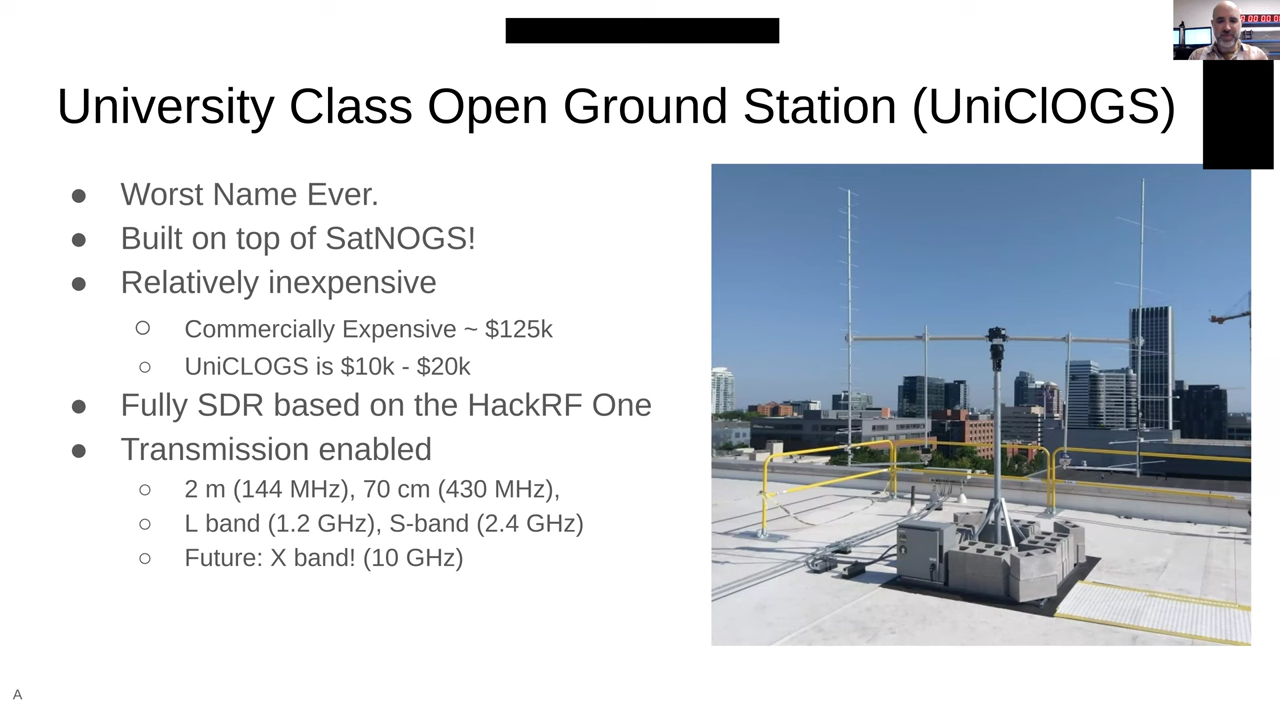 University Class Open Ground Station (UniClOGS)
● Worst Name Ever.
● Built on top of SatNOGS!
● Relatively inexpensive
○ Commercially Expensive ~ $125k
○ UniCLOGS is $10k - $20k
● Fully SDR based on the HackRF One
● Transmission enabled
○ 2 m (144 MHz), 70 cm (430 MHz),
○ L band (1.2 GHz), S-band (2.4 GHz)
○ Future: X band! (10 GHz)
A